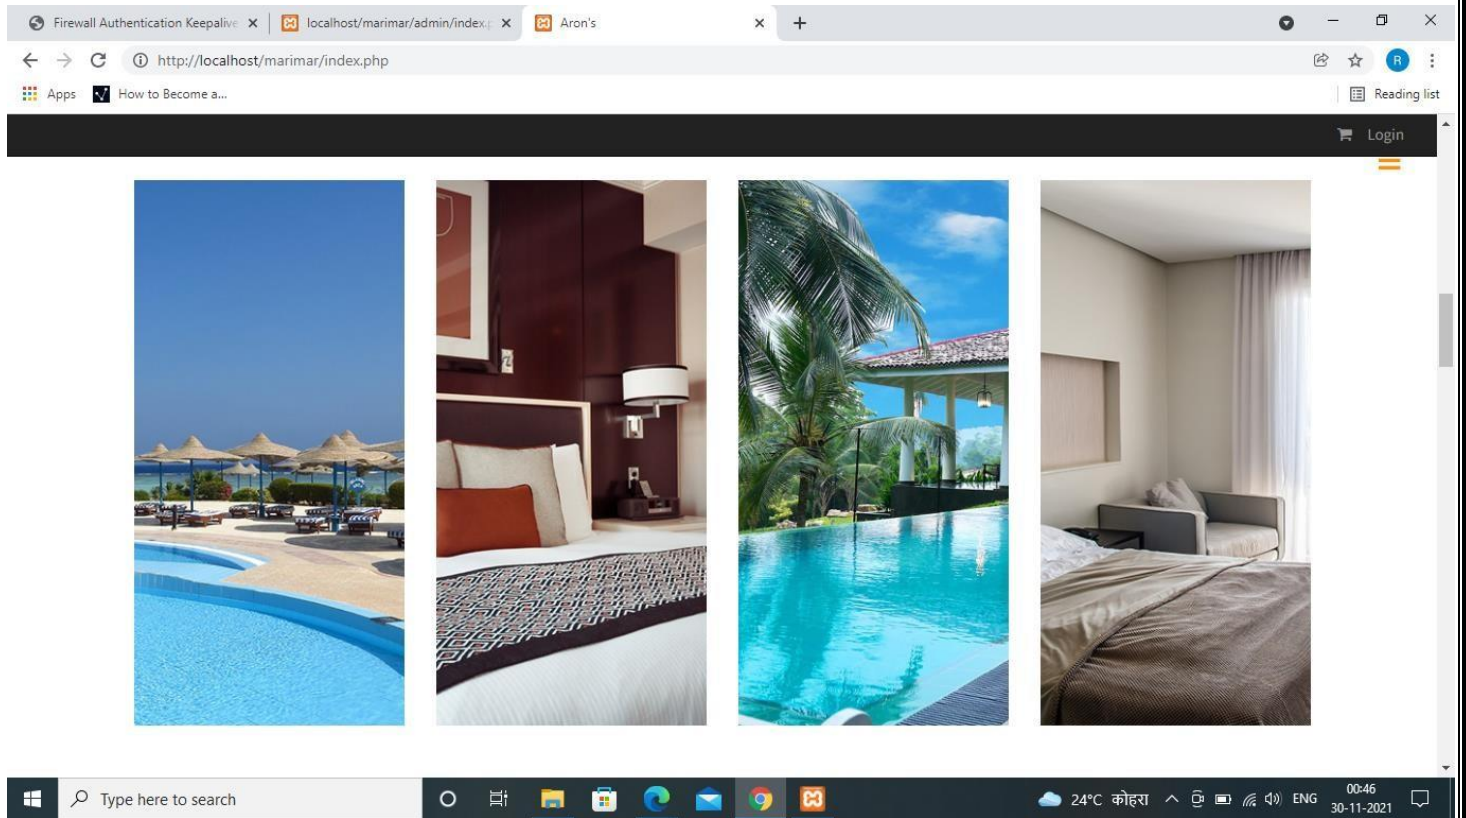 Firewall Authentication Keepalive
localhost/marimar/admin/index.p
Aron's
http://localhost/marimar/index.php
R
Apps
How to Become a...
Reading list
Login
Type here to search
24°C कोहरा
ENG
00:46
30-11-2021